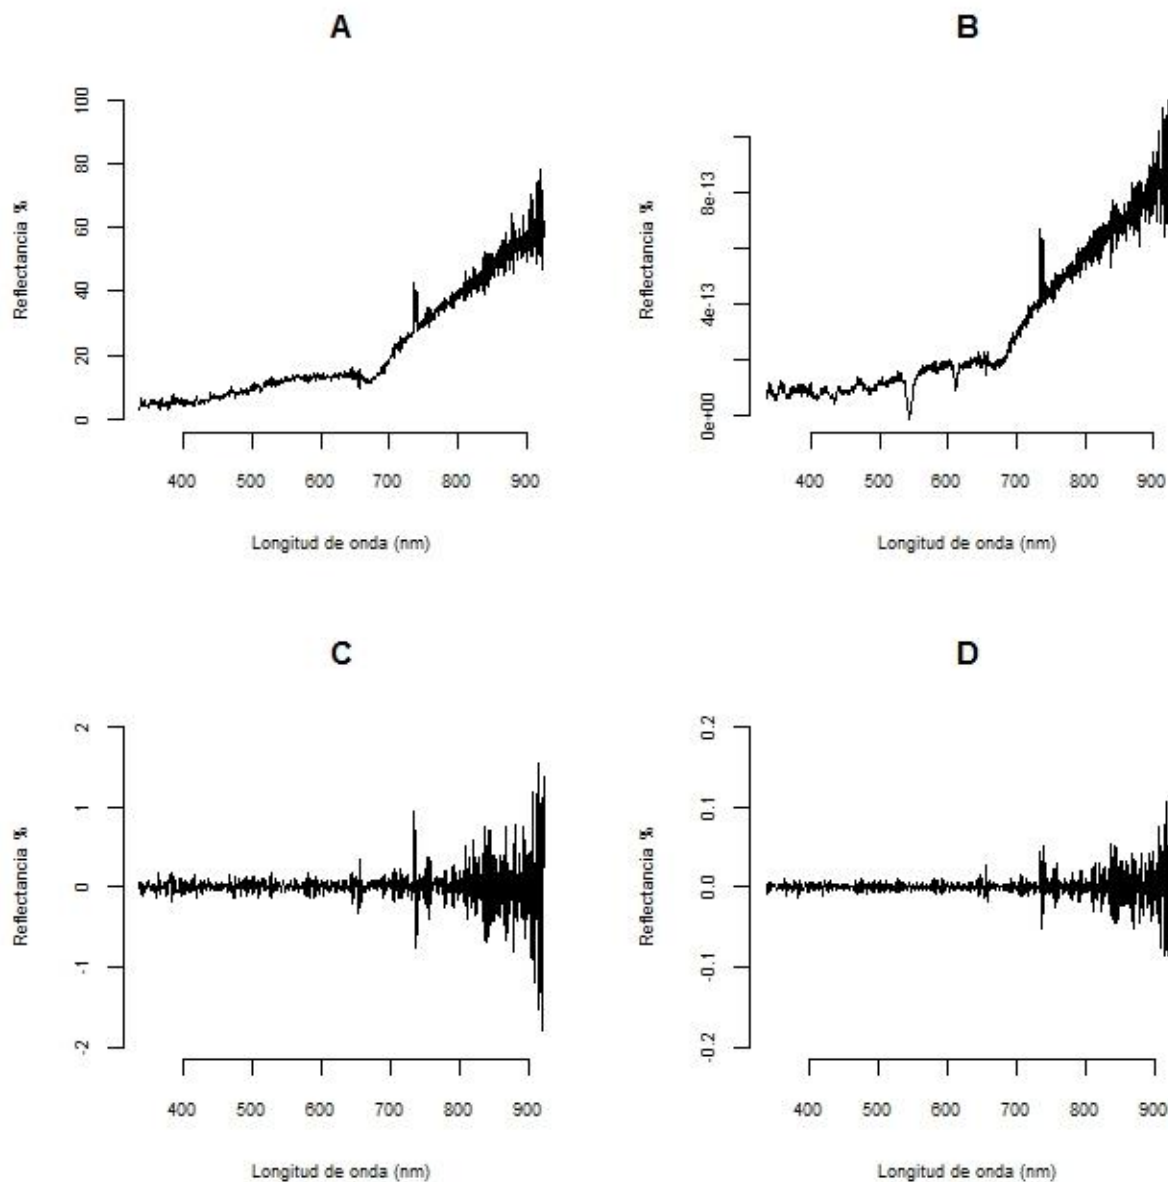 A
Reflectancia %
100
80
60
40
20
0
400 500 600 700 800 900
Longitud de onda (nm)
B
Reflectancia %
8e-13
4e-13
0e+00
400 500 600 700 800 900
Longitud de onda (nm)
C
Reflectancia %
2
1
0
-1
-2
400 500 600 700 800 900
Longitud de onda (nm)
D
Reflectancia %
0.2
0.1
0.0
-0.1
-0.2
400 500 600 700 800 900
Longitud de onda (nm)